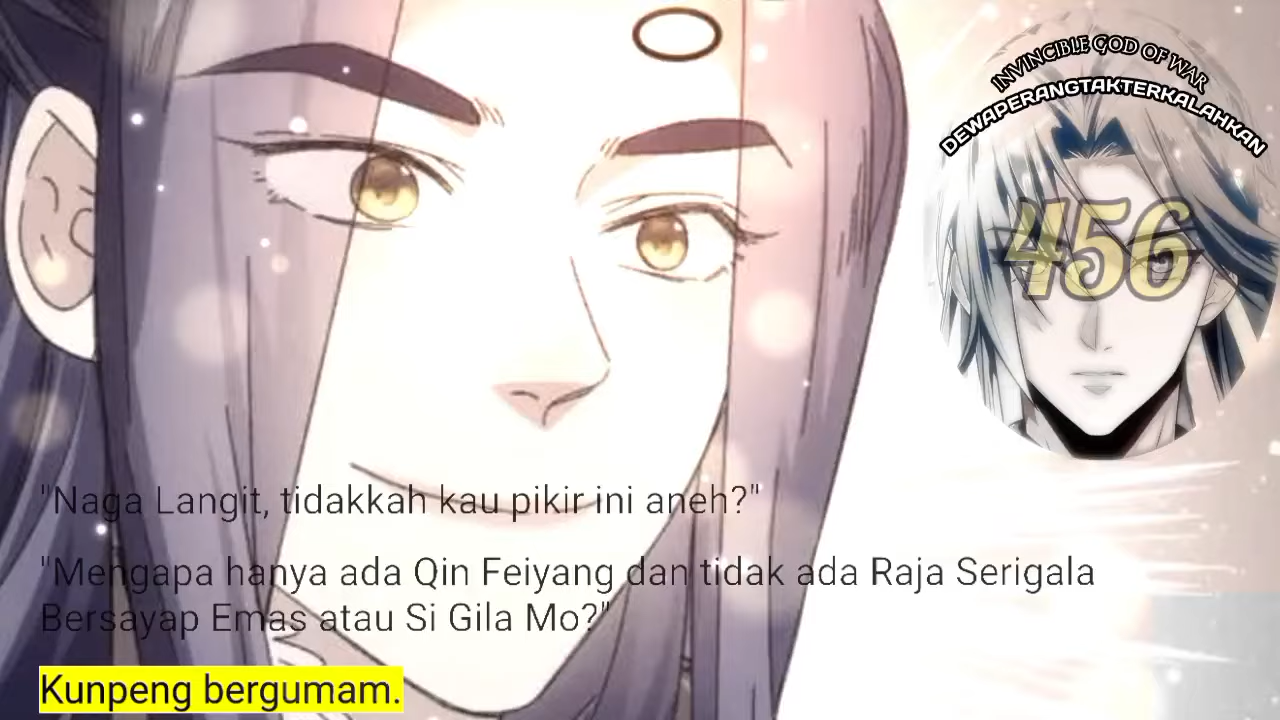 INVINCIBLE GOD OF WAR
DEWAPERANGTAKTERKALAHKAN
456
"Naga Langit, tidakkah kau pikir ini aneh?"
"Mengapa hanya ada Qin Feiyang dan tidak ada Raja Serigala
Bersayap Emas atau Si Gila Mo?"
Kunpeng bergumam.